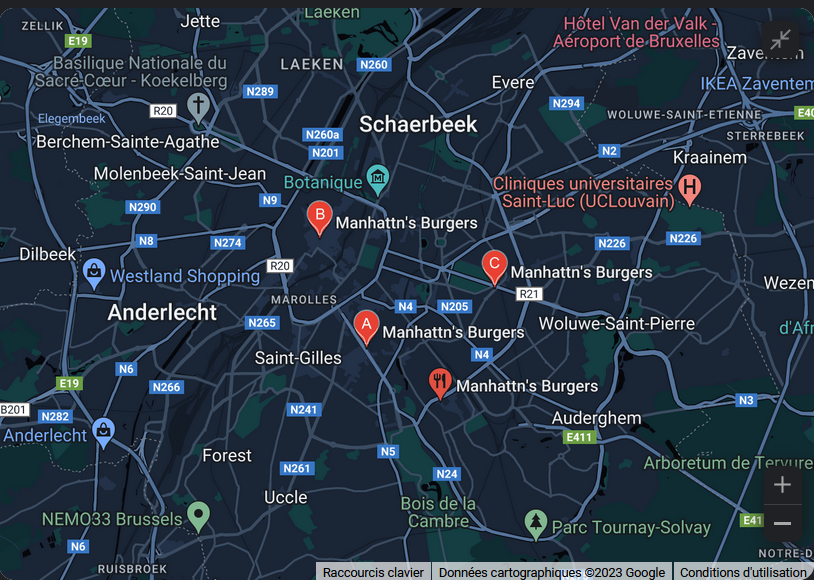 Laeken
ZELLIK
Jette
Hôtel Van der Valk -
Aéroport de Bruxelles
E19
Basilique Nationale du
Sacré-Cœur - Koekelberg
LAEKEN
N260
Zaventem
Evere
IKEA Zaventem
N289
R20
N294
WOLUWE-SAINT-ETIENNE
E40
Elegembeek
Schaerbeek
STERREBEEK
Berchem-Sainte-Agathe
N260a
N201
N2
Kraainem
Molenbeek-Saint-Jean
Botanique
Cliniques universitaires
Saint-Luc (UCLouvain)
H
N290
N9
B
Manhattn's Burgers
N8
N274
N226
N226
Dilbeek
R20
C
Manhattn's Burgers
Westland Shopping
Wezen
MAROLLES
R21
Anderlecht
N4
N205
N265
A
Manhattn's Burgers
Woluwe-Saint-Pierre
d'Afr
Saint-Gilles
N4
N6
E19
N266
Manhattn's Burgers
N3
B201
N282
N241
Auderghem
Anderlecht
E411
Forest
N5
N261
N24
Arboretum de Tervure
Uccle
Bois de la
Cambre
NEMO33 Brussels
Parc Tournay-Solvay
E41
N6
NOTRE-D
RUISBROEK
Raccourcis clavier
Données cartographiques ©2023 Google
Conditions d'utilisation